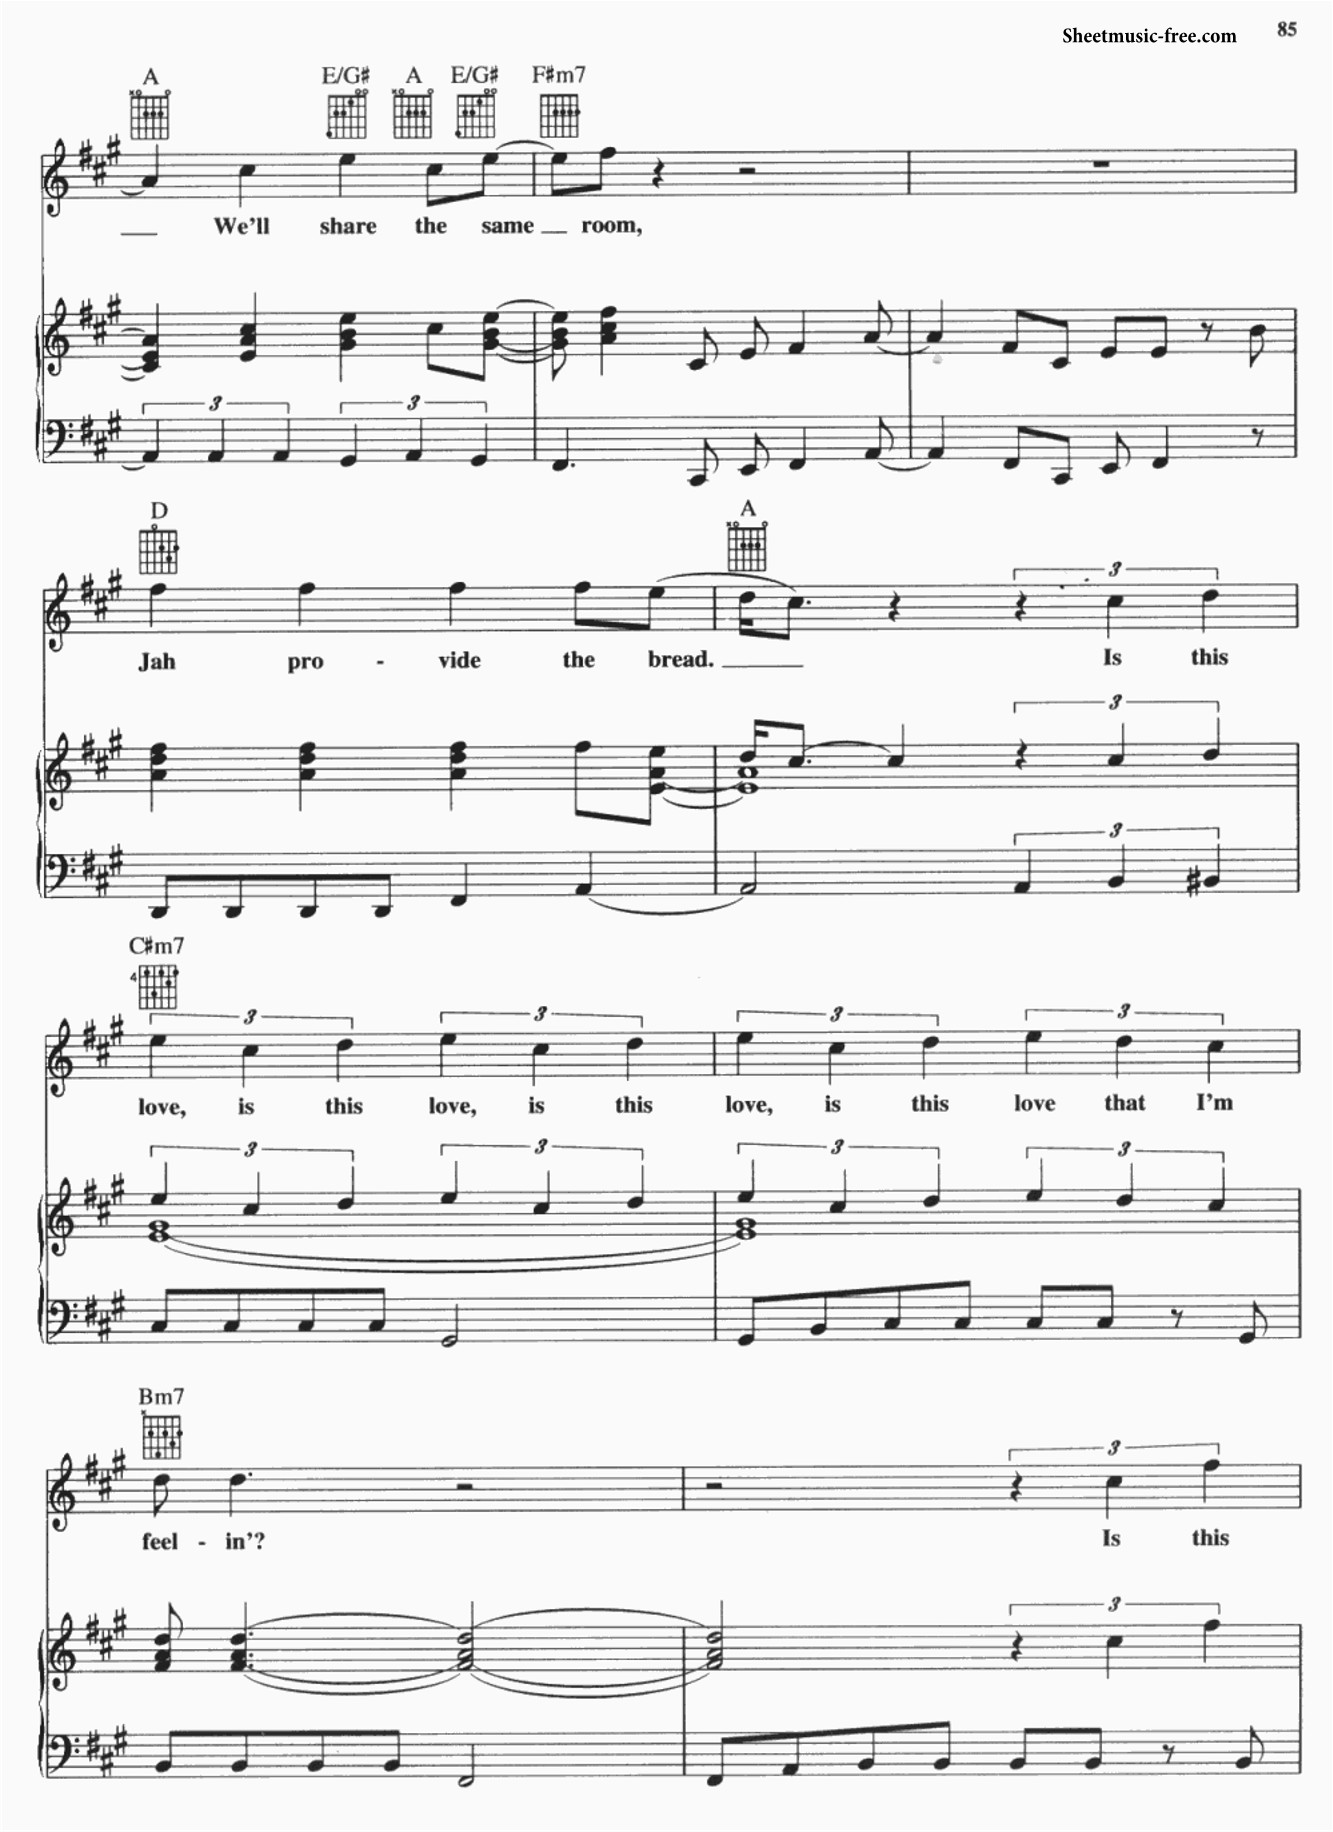 Sheetmusic-free.com 85
A E/G# A E/G# F#m7
We'll share the same room,
3 3
D A
3
Jah pro - vide the bread. Is this
3
3
C#m7
4
3 3 3 3
love, is this love, is this love, is this love that I'm
3 3 3 3
Bm7
3
feel - in'? Is this
3